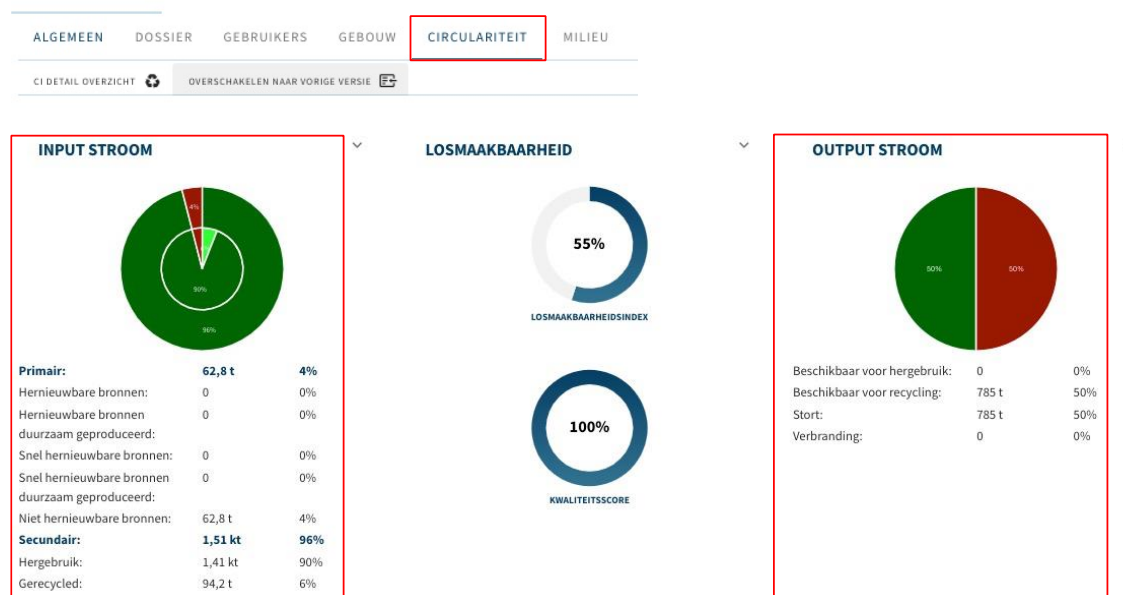 ALGEMEEN DOSSIER GEBRUIKERS GEBOUW CIRCULARITEIT MILIEU
CI DETAIL OVERZICHT OVERSCHAKELEN NAAR VORIGE VERSIE
INPUT STROOM
4%
90%
96%
Primair: 62,8 t 4%
Hernieuwbare bronnen: 0 0%
Hernieuwbare bronnen 0 0%
duurzaam geproduceerd:
Snel hernieuwbare bronnen: 0 0%
Snel hernieuwbare bronnen 0 0%
duurzaam geproduceerd:
Niet hernieuwbare bronnen: 62,8 t 4%
Secundair: 1,51 kt 96%
Hergebruik: 1,41 kt 90%
Gerecycled: 94,2 t 6%
LOSMAAKBAARHEID
55%
LOSMAAKBAARHEIDSINDEX
100%
KWALITEITSSCORE
OUTPUT STROOM
50% 50%
Beschikbaar voor hergebruik: 0 0%
Beschikbaar voor recycling: 785 t 50%
Stort: 785 t 50%
Verbranding: 0 0%